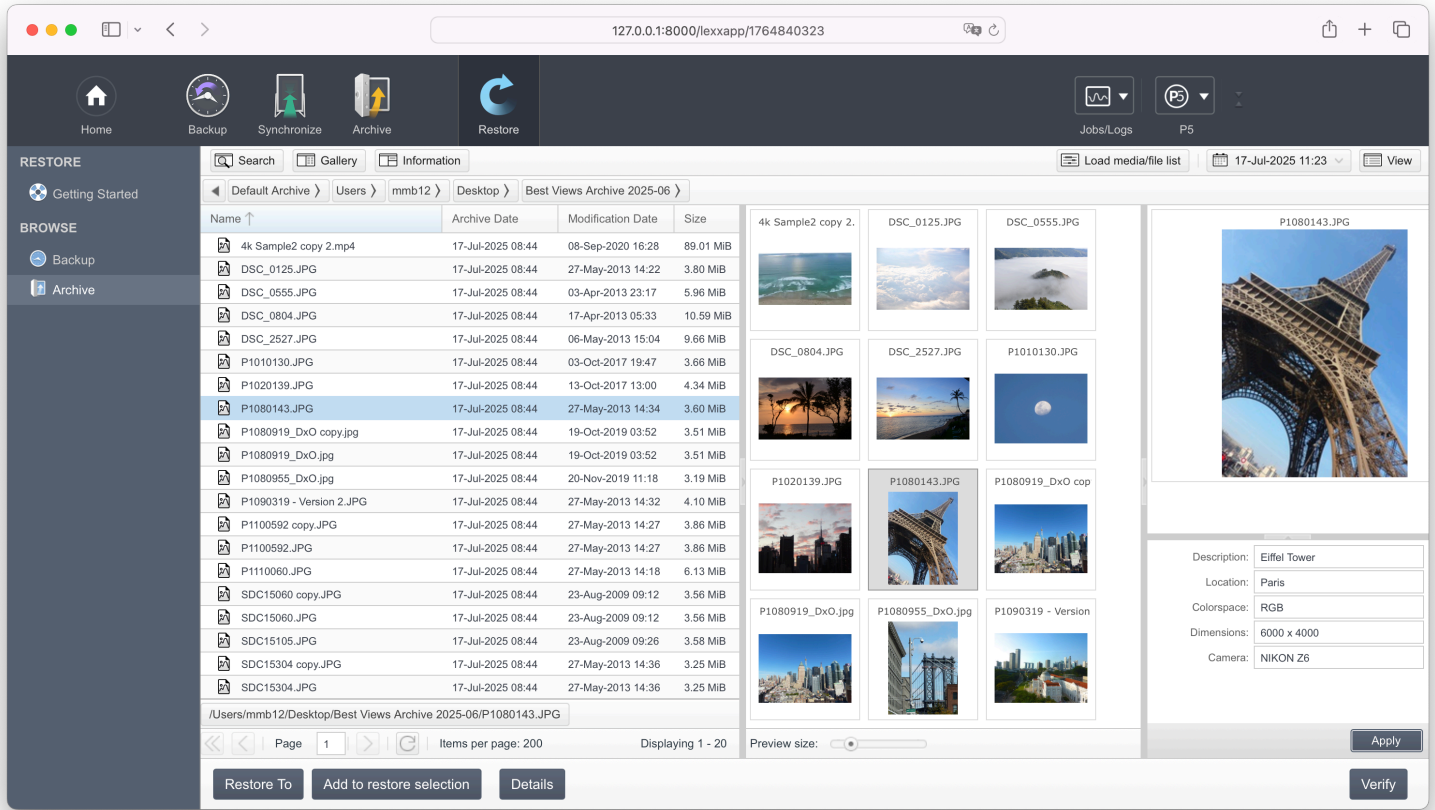 127.0.0.1:8000/lexxapp/1764840323
Home
Backup
Synchronize
Archive
Restore
Jobs/Logs
P5
P5
RESTORE
Getting Started
BROWSE
Backup
Archive
Search
Gallery
Information
Load media/file list
17-Jul-2025 11:23
View
Default Archive
Users
mmb12
Desktop
Best Views Archive 2025-06
Name Archive Date Modification Date Size
4k Sample2 copy 2.mp4 17-Jul-2025 08:44 08-Sep-2020 16:28 89.01 MiB
DSC_0125.JPG 17-Jul-2025 08:44 27-May-2013 14:22 3.80 MiB
DSC_0555.JPG 17-Jul-2025 08:44 03-Apr-2013 23:17 5.96 MiB
DSC_0804.JPG 17-Jul-2025 08:44 17-Apr-2013 05:33 10.59 MiB
DSC_2527.JPG 17-Jul-2025 08:44 06-May-2013 15:04 9.66 MiB
P1010130.JPG 17-Jul-2025 08:44 03-Oct-2017 19:47 3.66 MiB
P1020139.JPG 17-Jul-2025 08:44 13-Oct-2017 13:00 4.34 MiB
P1080143.JPG 17-Jul-2025 08:44 27-May-2013 14:34 3.60 MiB
P1080919_DxO copy.jpg 17-Jul-2025 08:44 19-Oct-2019 03:52 3.51 MiB
P1080919_DxO.jpg 17-Jul-2025 08:44 19-Oct-2019 03:52 3.51 MiB
P1080955_DxO.jpg 17-Jul-2025 08:44 20-Nov-2019 11:18 3.19 MiB
P1090319 - Version 2.JPG 17-Jul-2025 08:44 27-May-2013 14:32 4.10 MiB
P1100592 copy.JPG 17-Jul-2025 08:44 27-May-2013 14:27 3.86 MiB
P1100592.JPG 17-Jul-2025 08:44 27-May-2013 14:27 3.86 MiB
P1110060.JPG 17-Jul-2025 08:44 27-May-2013 14:18 6.13 MiB
SDC15060 copy.JPG 17-Jul-2025 08:44 23-Aug-2009 09:12 3.56 MiB
SDC15060.JPG 17-Jul-2025 08:44 23-Aug-2009 09:12 3.56 MiB
SDC15105.JPG 17-Jul-2025 08:44 23-Aug-2009 09:26 3.58 MiB
SDC15304 copy.JPG 17-Jul-2025 08:44 27-May-2013 14:36 3.25 MiB
SDC15304.JPG 17-Jul-2025 08:44 27-May-2013 14:36 3.25 MiB
/Users/mmb12/Desktop/Best Views Archive 2025-06/P1080143.JPG
Page 1 Items per page: 200 Displaying 1 - 20
4k Sample2 copy 2. DSC_0125.JPG DSC_0555.JPG
DSC_0804.JPG DSC_2527.JPG P1010130.JPG
P1020139.JPG P1080143.JPG P1080919_DxO cop
P1080919_DxO.jpg P1080955_DxO.jpg P1090319 - Version
Preview size:
P1080143.JPG
Description: Eiffel Tower
Location: Paris
Colorspace: RGB
Dimensions: 6000 x 4000
Camera: NIKON Z6
Apply
Restore To
Add to restore selection
Details
Verify